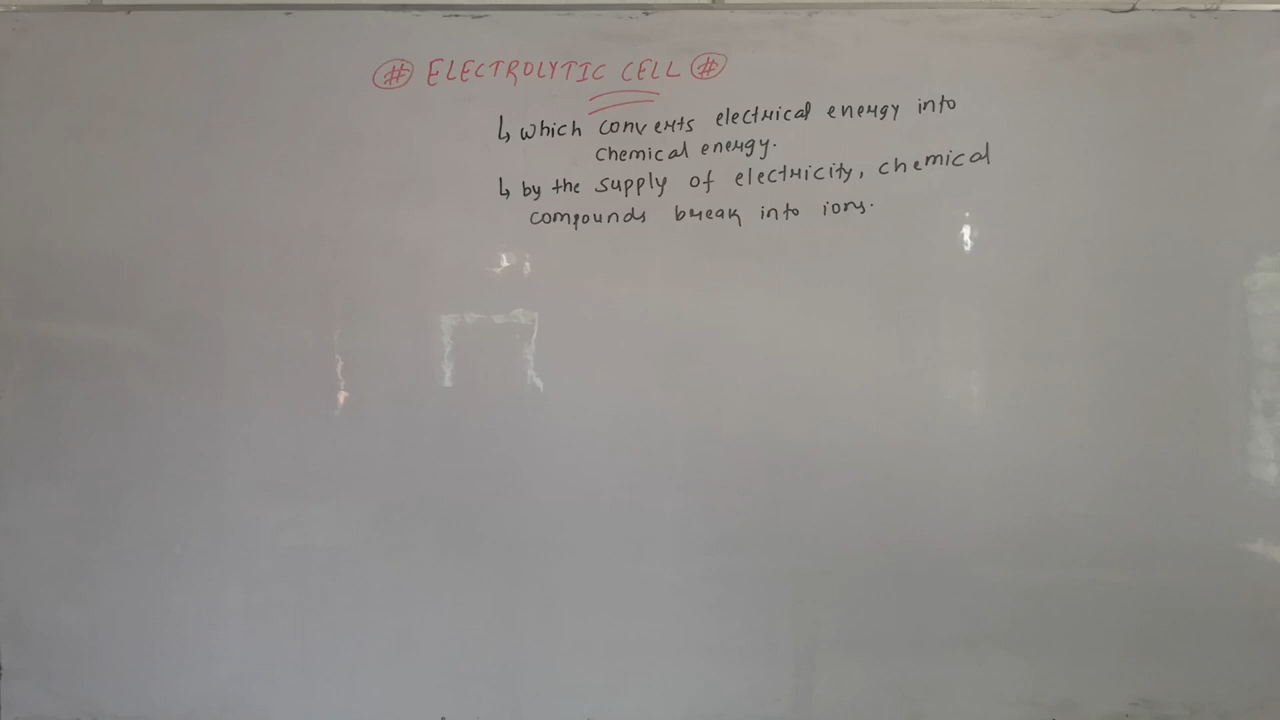 # ELECTROLYTIC CELL #
↳ which converts electrical energy into
chemical energy.
↳ by the supply of electricity, chemical
compounds break into ions.